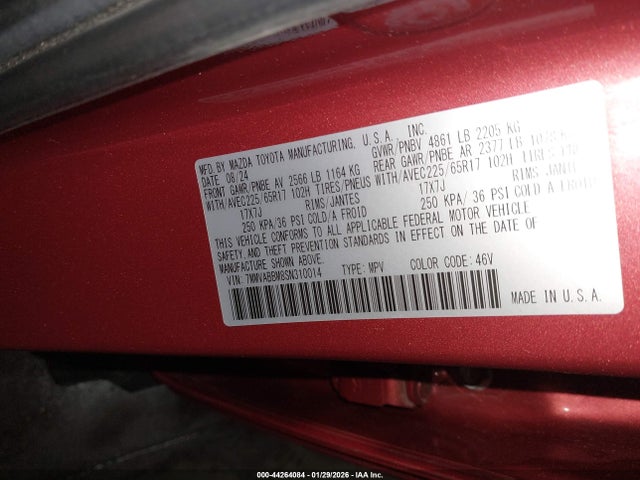 MFD. BY MAZDA TOYOTA MANUFACTURING, U.S.A., INC.
DATE 08/24 GVWR/PNBV 4861 LB 2205 KG
FRONT GAWR/PNBE AV 2566 LB 1164 KG REAR GAWR/PNBE AR 2377 LB
WITH/AVEC225/65R17 102H TIRES/PNEUS WITH/AVEC225/65R17 102H
17X7J RIMS/JANTES 17X7J RIMS JANTE
250 KPA/36 PSI COLD/A FROID 250 KPA/36 PSI COLD A FROID
THIS VEHICLE CONFORMS TO ALL APPLICABLE FEDERAL MOTOR VEHICLE
SAFETY, AND THEFT PREVENTION STANDARDS IN EFFECT ON THE DATE OF
MANUFACTURE SHOWN ABOVE.
VIN: 7MMVABBM8SN310014 TYPE: MPV COLOR CODE: 46V
MADE IN U.S.A.
000-44264084 - 01/29/2026 - IAA Inc.